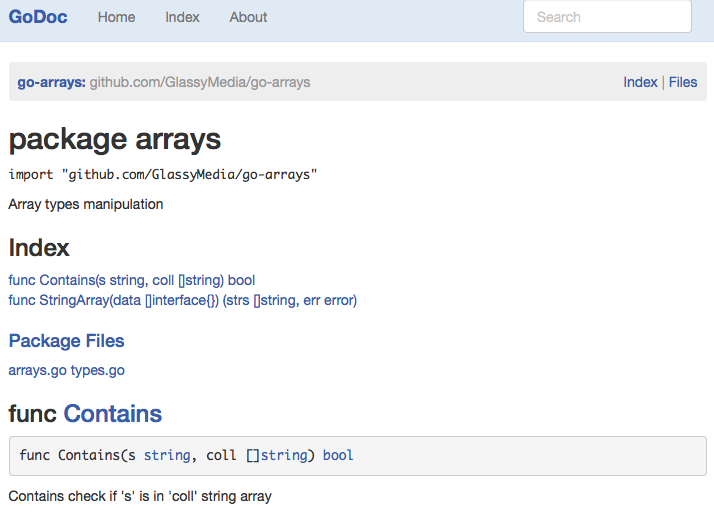 GoDoc Home Index About Search
go-arrays: github.com/GlassyMedia/go-arrays Index | Files
package arrays
import "github.com/GlassyMedia/go-arrays"
Array types manipulation
Index
func Contains(s string, coll []string) bool
func StringArray(data []interface{}) (strs []string, err error)
Package Files
arrays.go types.go
func Contains
func Contains(s string, coll []string) bool
Contains check if 's' is in 'coll' string array